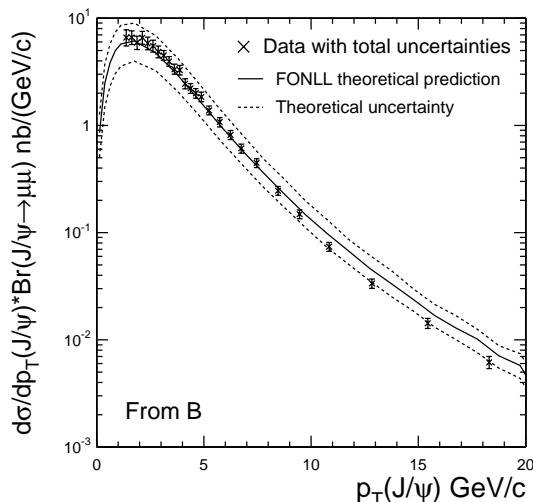 dσ/dp_T(J/ψ)*Br(J/ψ→μμ) nb/(GeV/c)
10
1
10^-1
10^-2
10^-3
Data with total uncertainties
FONLL theoretical prediction
Theoretical uncertainty
From B
0 5 10 15 20
p_T(J/ψ) GeV/c